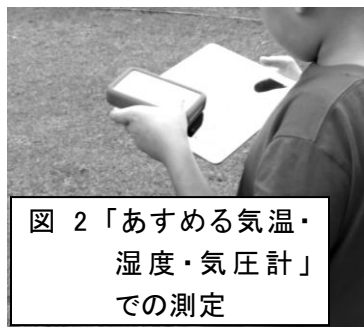 図 2「あすめる気温・
湿度・気圧計」
での測定